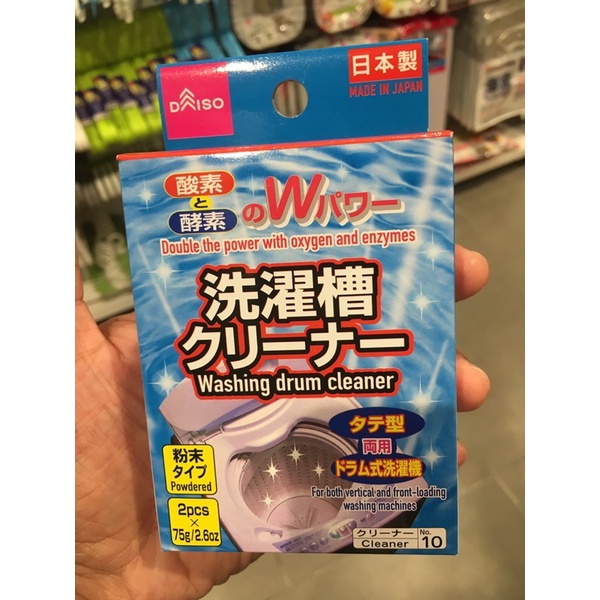 日本製
MADE IN JAPAN
DAISO
酸素
と
酵素
のWパワー
Double the power with oxygen and enzymes
洗濯槽
クリーナー
Washing drum cleaner
タテ型
両用
ドラム式洗濯機
For both vertical and front-loading
washing machines
粉末
タイプ
Powdered
2pcs
×
75g/2.6oz
クリーナー No.
Cleaner 10